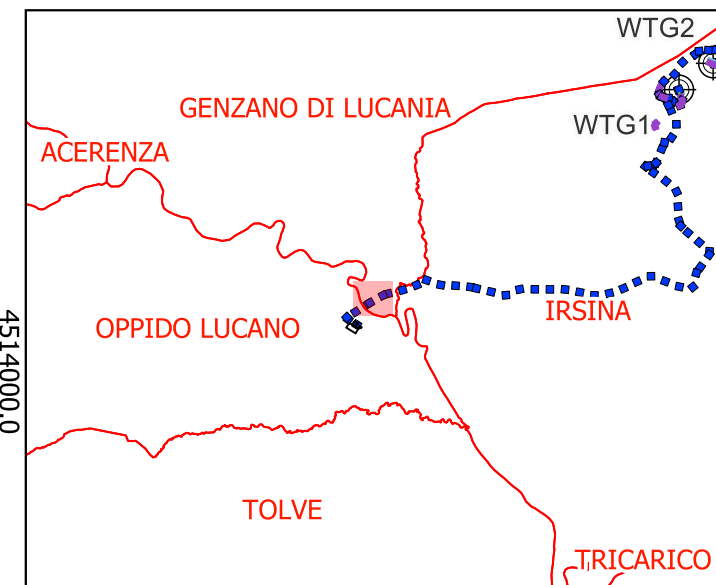 WTG2
GENZANO DI LUCANIA
WTG1
ACERENZA
IRSINA
OPPIDO LUCANO
4514000.0
TOLVE
TRICARICO